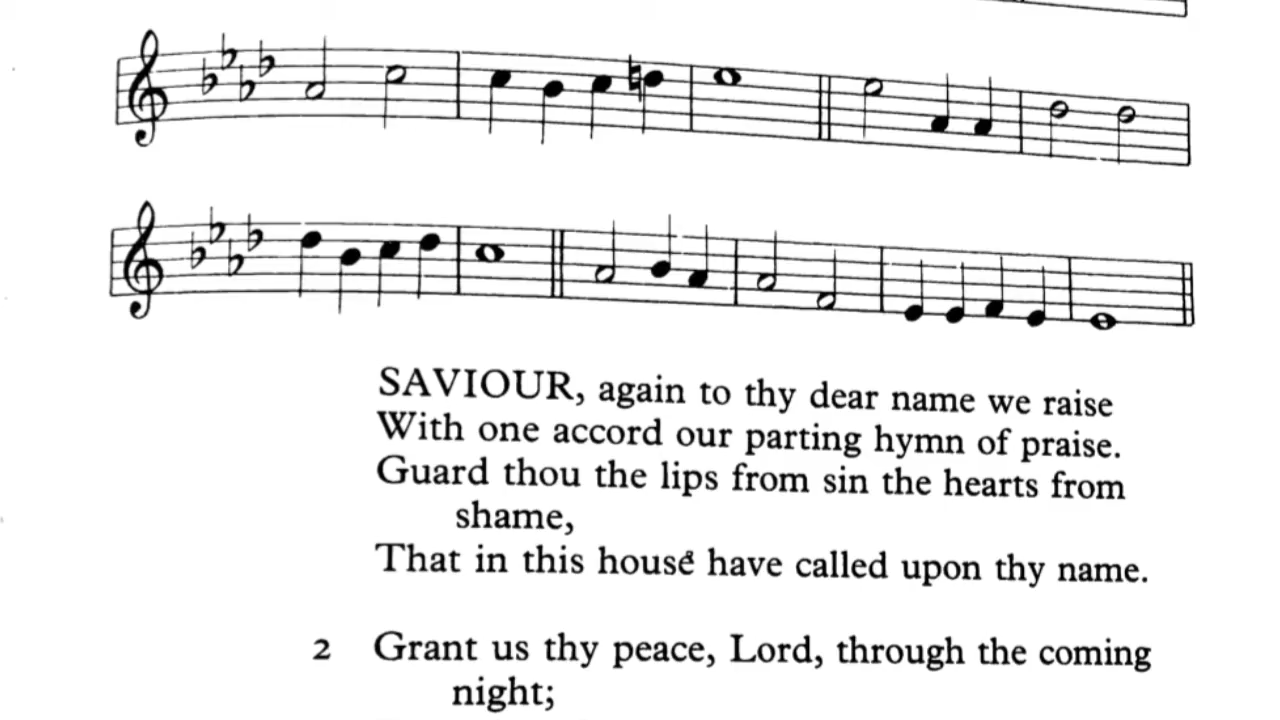 SAVIOUR, again to thy dear name we raise
With one accord our parting hymn of praise.
Guard thou the lips from sin the hearts from
shame,
That in this house have called upon thy name.
2 Grant us thy peace, Lord, through the coming
night;